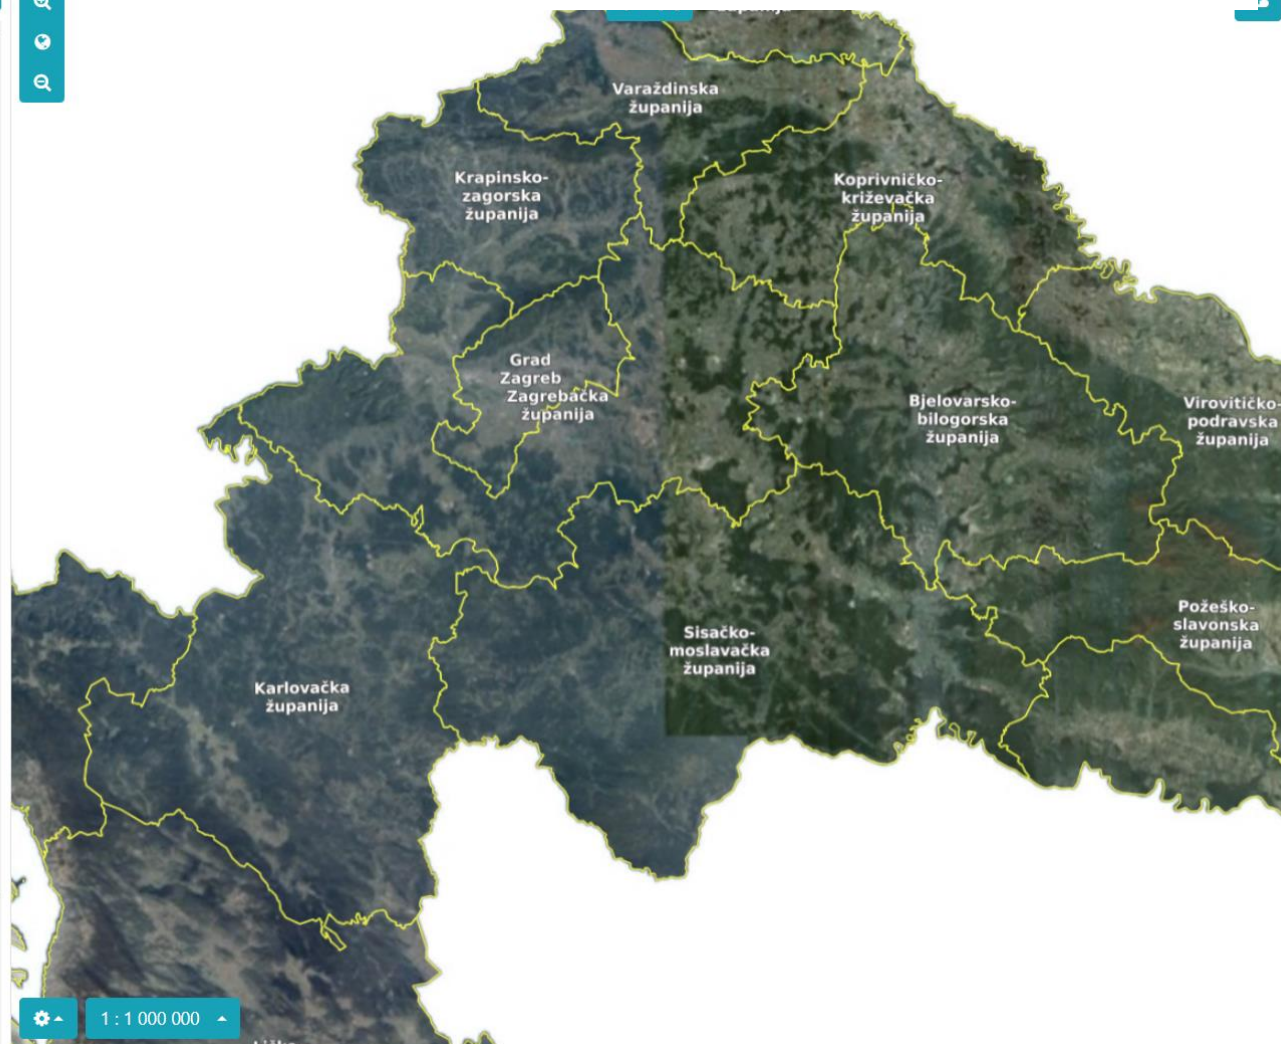 županija
Varaždinska
županija
Krapinsko-
zagorska
županija
Koprivničko-
križevačka
županija
Grad
Zagreb
Zagrebačka
županija
Bjelovarsko-
bilogorska
županija
Virovitičko-
podravska
županija
Požeško-
slavonska
županija
Sisačko-
moslavačka
županija
Karlovačka
županija
1 : 1 000 000